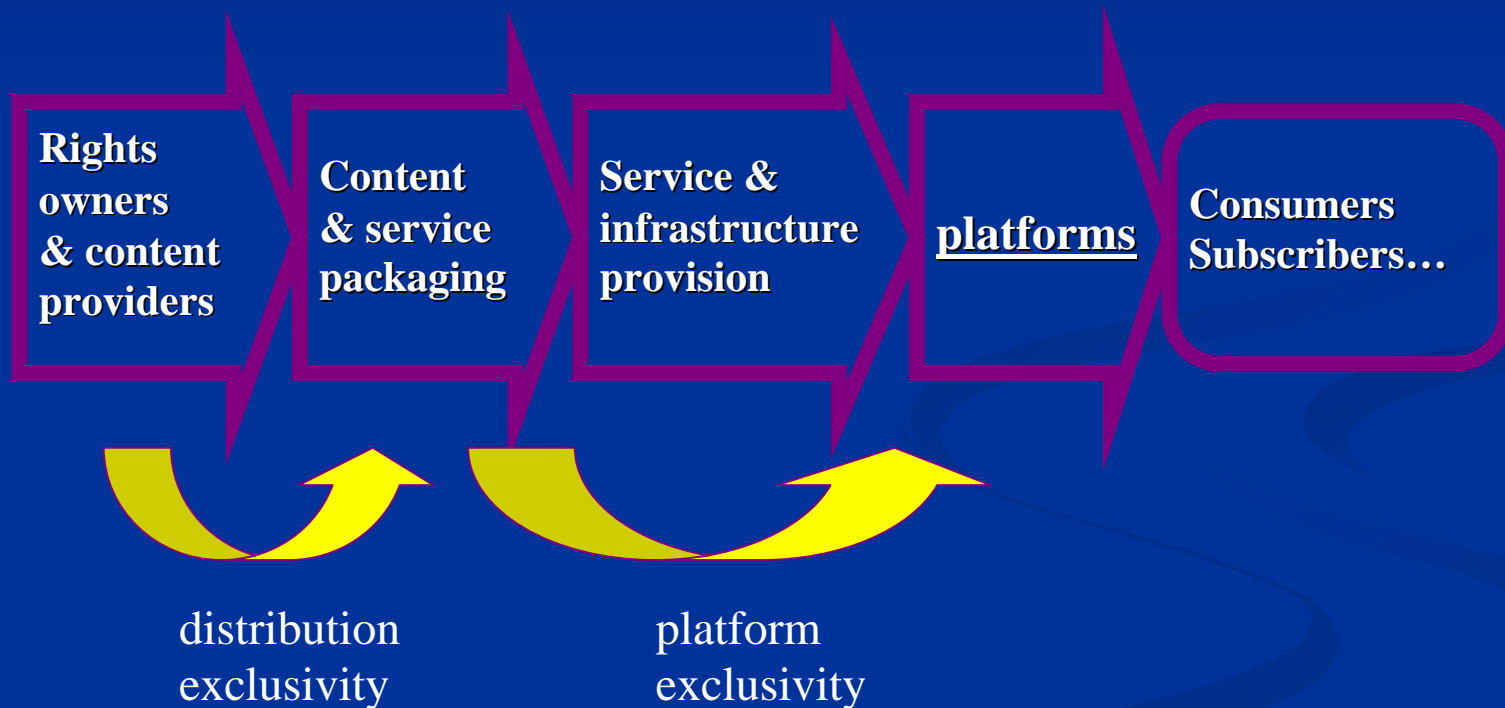 Rights
owners
& content
providers
Content
& service
packaging
Service &
infrastructure
provision
platforms
Consumers
Subscribers…
distribution
exclusivity
platform
exclusivity